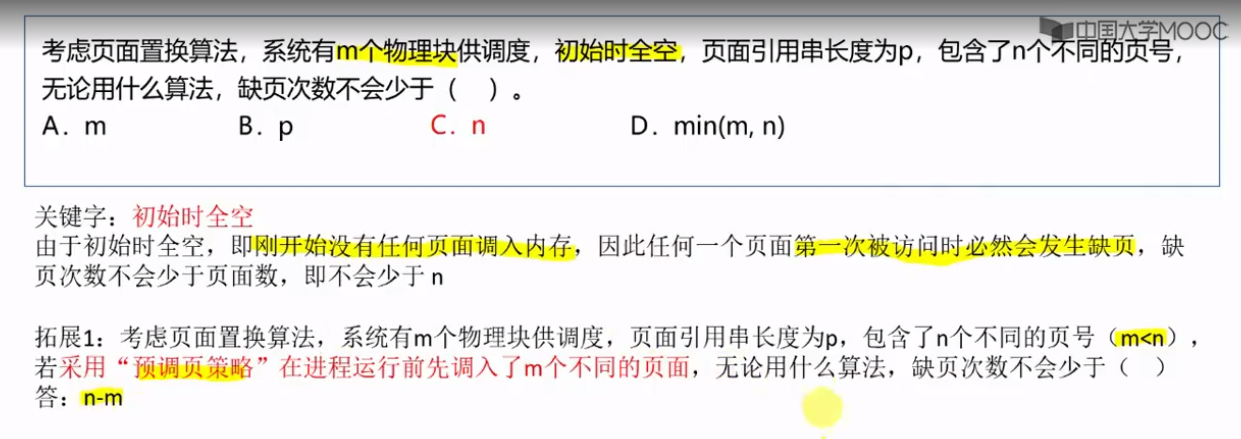 中国大学MOOC
考虑页面置换算法，系统有m个物理块供调度，初始时全空，页面引用串长度为p，包含了n个不同的页号，
无论用什么算法，缺页次数不会少于（ ）。
A. m B. p C. n D. min(m, n)
关键字：初始时全空
由于初始时全空，即刚开始没有任何页面调入内存，因此任何一个页面第一次被访问时必然会发生缺页，缺
页次数不会少于页面数，即不会少于 n
拓展1：考虑页面置换算法，系统有m个物理块供调度，页面引用串长度为p，包含了n个不同的页号（m<n），
若采用“预调页策略”在进程运行前先调入了m个不同的页面，无论用什么算法，缺页次数不会少于（ ）
答：n-m